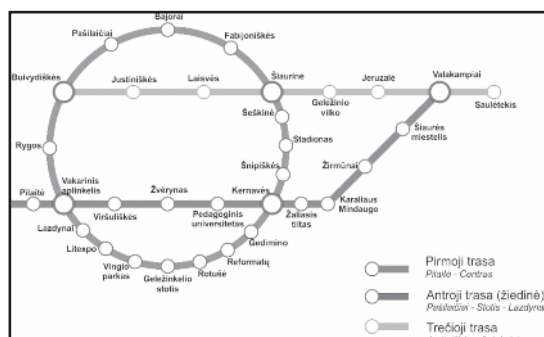 Bajorai
Pašilaičiai
Fabijoniškės
Buivydiškės
Justiniškės
Laisvės
Šiaurinė
Geležinio
vilko
Jeruzalė
Valakampiai
Saulėtekis
Šeškinė
Šiaurės
miestelis
Stadionas
Rygos
Šnipiškės
Žirmūnai
Pilaitė
Vakarinis
aplinkelis
Žvėrynas
Kernavės
Viršuliškės
Pedagoginis
universitetas
Žaliasis
tiltas
Karaliaus
Mindaugo
Lazdynai
Gedimino
Litexpo
Reformatų
Vingio
parkas
Geležinkelio
stotis
Rotušė
Pirmoji trasa
Pilaitė - Centras
Antroji trasa (žiedinė)
Pašilaičiai - Stotis - Lazdynai
Trečioji trasa